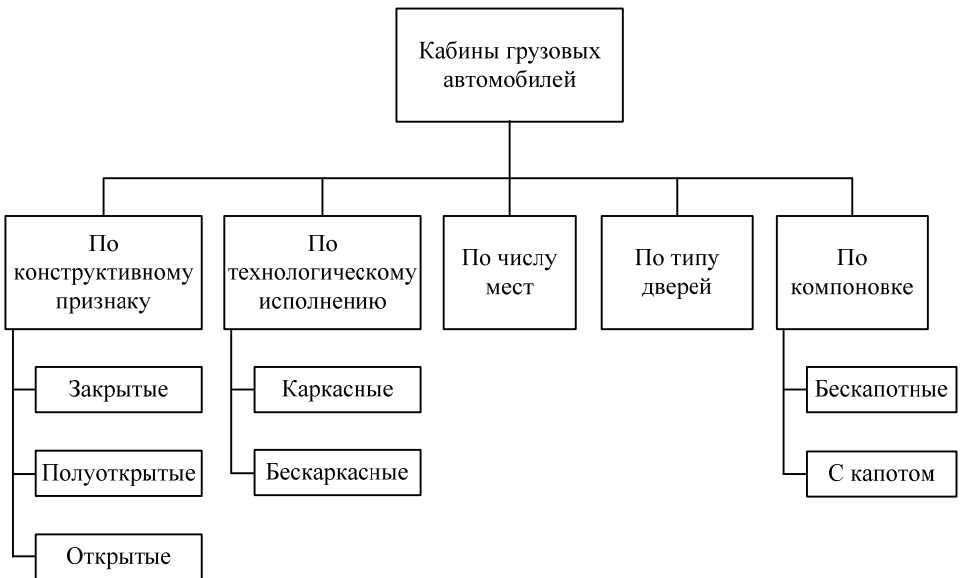 Кабины грузовых
автомобилей
По
конструктивному
признаку
По
технологическому
исполнению
По числу
мест
По типу
дверей
По
компоновке
Закрытые
Полуоткрытые
Открытые
Каркасные
Бескаркасные
Бескапотные
С капотом